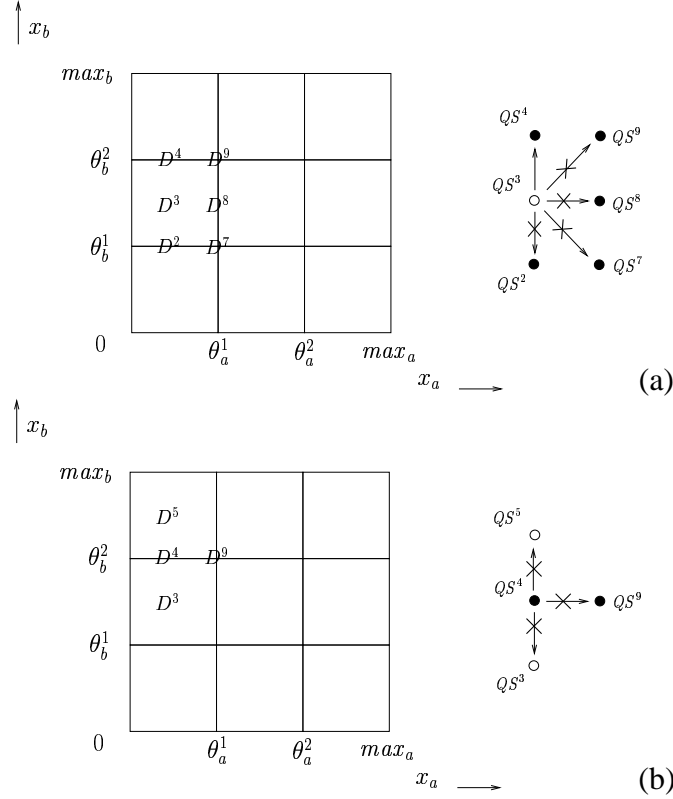 x_b
max_b
θ_b^2 D^4 D^9
D^3 D^8
θ_b^1 D^2 D^7
0 θ_a^1 θ_a^2 max_a
x_a
QS^4 QS^9
QS^3 QS^8
QS^2 QS^7
(a)
x_b
max_b
D^5
θ_b^2 D^4 D^9
D^3
θ_b^1
0 θ_a^1 θ_a^2 max_a
x_a
QS^5
QS^4 QS^9
QS^3
(b)